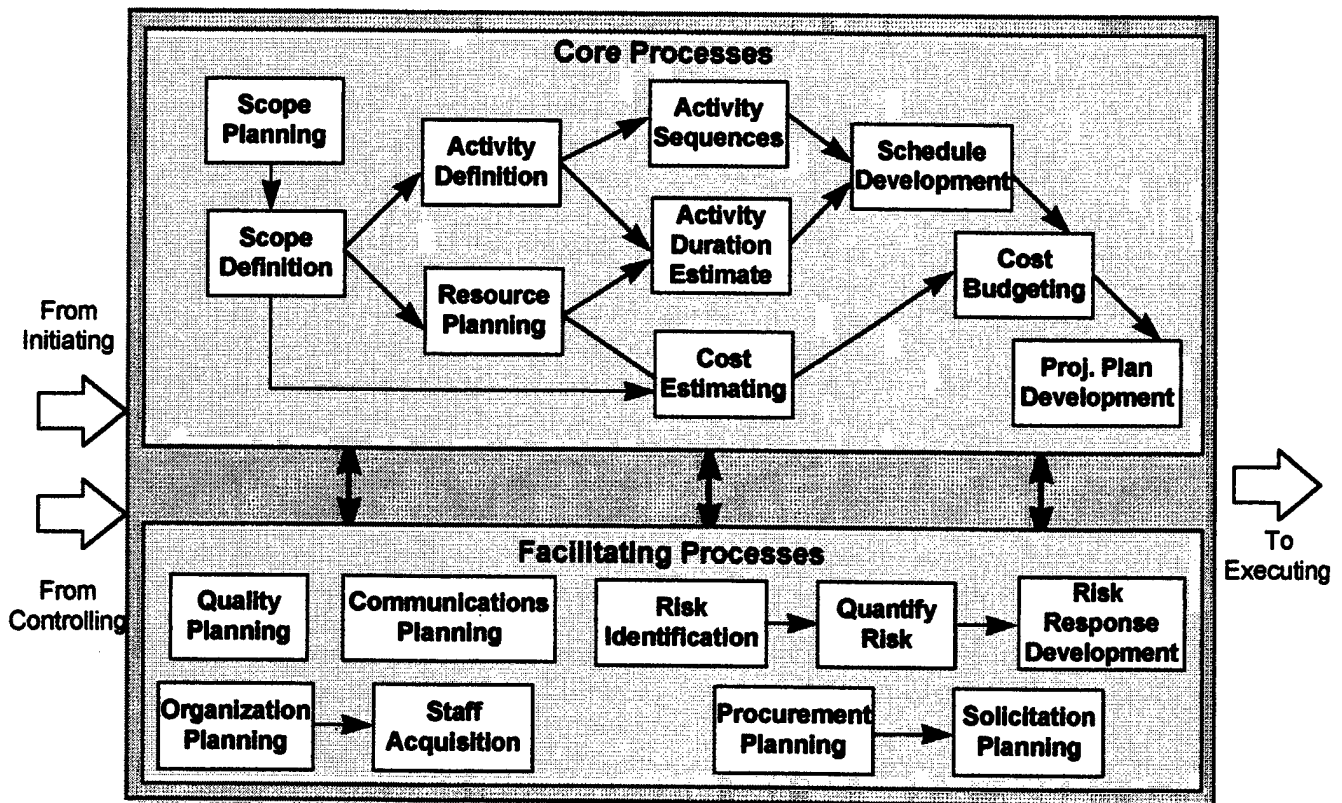 Core Processes
Scope
Planning
Activity
Sequences
Activity
Definition
Schedule
Development
Scope
Definition
Activity
Duration
Estimate
Cost
Budgeting
Resource
Planning
Cost
Estimating
Proj. Plan
Development
From
Initiating
From
Controlling
To
Executing
Facilitating Processes
Quality
Planning
Communications
Planning
Risk
Identification
Quantify
Risk
Risk
Response
Development
Organization
Planning
Staff
Acquisition
Procurement
Planning
Solicitation
Planning